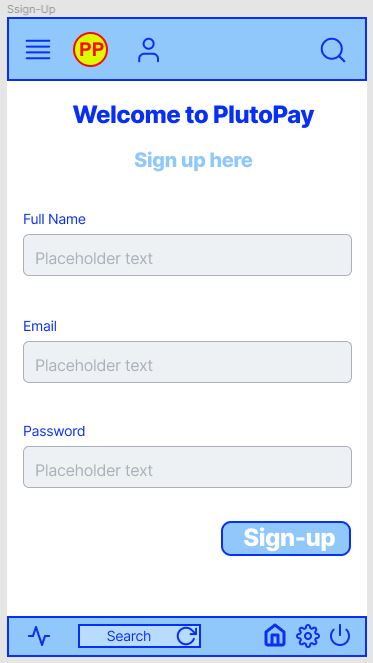 Ssign-Up
PP
Welcome to PlutoPay
Sign up here
Full Name
Placeholder text
Email
Placeholder text
Password
Placeholder text
Sign-up
Search